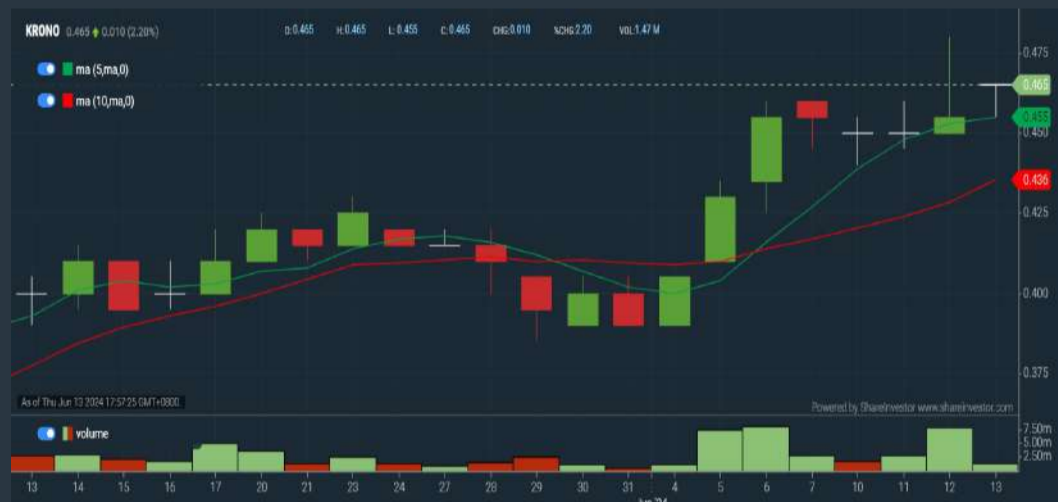 KRONO 0.465 0.010 (2.20%) O:0.465 H:0.465 L:0.455 C:0.465 CHG:0.010 %CHG:2.20 VOL:1.47 M
ma (5,ma,0)
ma (10,ma,0)
0.475
0.465
0.455
0.450
0.436
0.425
0.400
0.375
As of Thu Jun 13 2024 17:57:25 GMT+0800
Powered by ShareInvestor www.shareinvestor.com
volume
7.50m
5.00m
2.50m
13 14 15 16 17 20 21 23 24 27 28 29 30 31 4 5 6 7 10 11 12 13